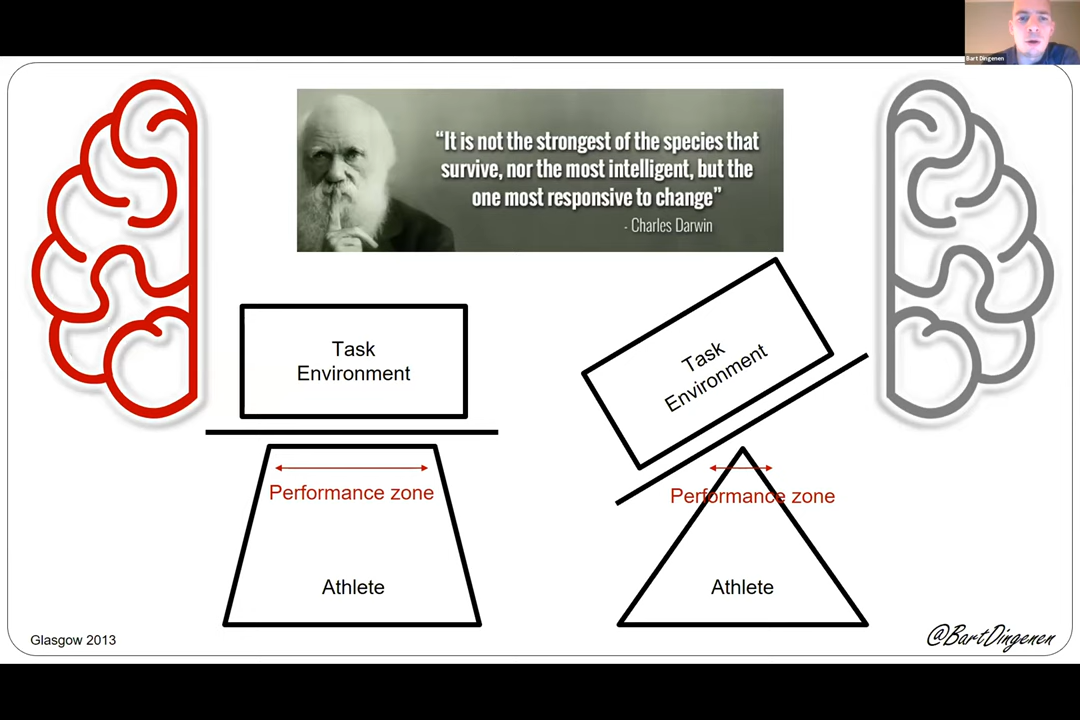 Bart Dingenen
“It is not the strongest of the species that
survive, nor the most intelligent, but the
one most responsive to change”
- Charles Darwin
Task
Environment
Performance zone
Athlete
Task
Environment
Performance zone
Athlete
Glasgow 2013
@BartDingenen